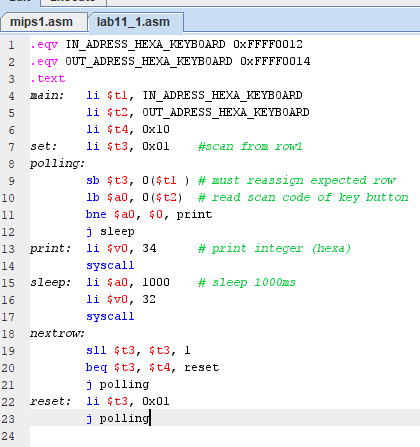 Edit Execute
mips1.asm lab11_1.asm
1 .eqv IN_ADRESS_HEXA_KEYBOARD 0xFFFF0012
2 .eqv OUT_ADRESS_HEXA_KEYBOARD 0xFFFF0014
3 .text
4 main: li $t1, IN_ADRESS_HEXA_KEYBOARD
5 li $t2, OUT_ADRESS_HEXA_KEYBOARD
6 li $t4, 0x10
7 set: li $t3, 0x01 #scan from row1
8 polling:
9 sb $t3, 0($t1 ) # must reassign expected row
10 lb $a0, 0($t2) # read scan code of key button
11 bne $a0, $0, print
12 j sleep
13 print: li $v0, 34 # print integer (hexa)
14 syscall
15 sleep: li $a0, 1000 # sleep 1000ms
16 li $v0, 32
17 syscall
18 nextrow:
19 sll $t3, $t3, 1
20 beq $t3, $t4, reset
21 j polling
22 reset: li $t3, 0x01
23 j polling
24